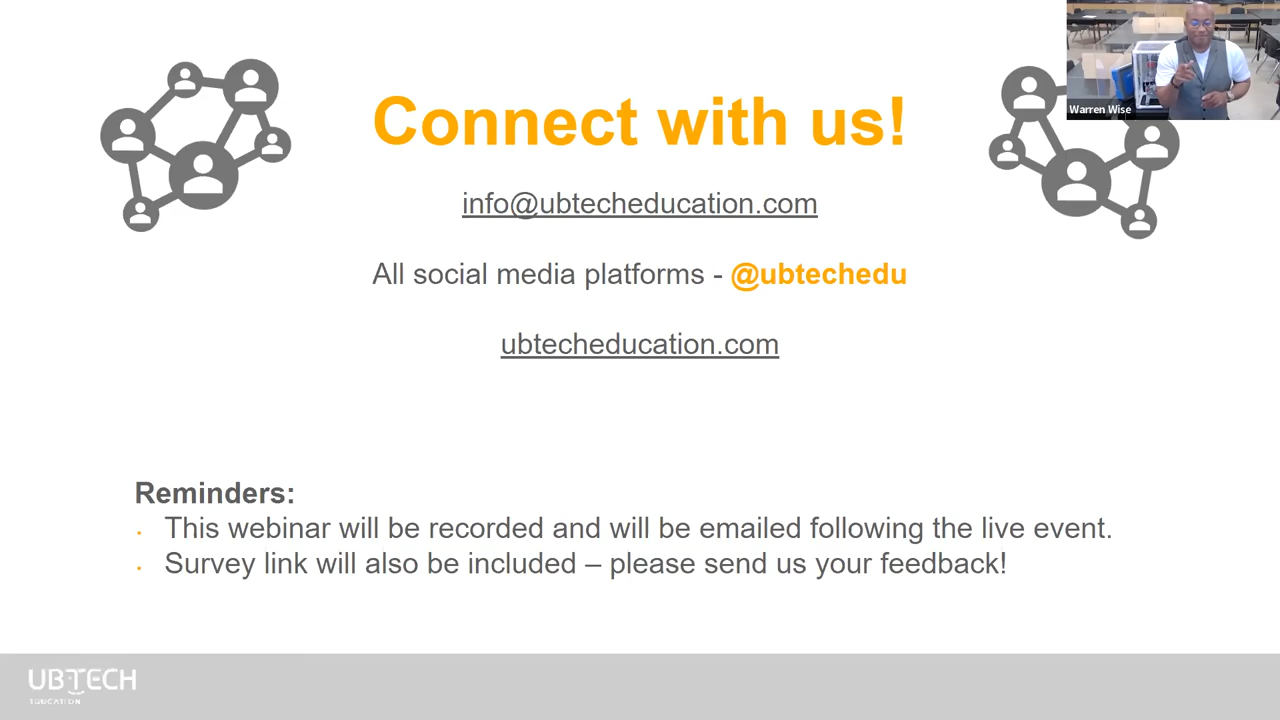 Warren Wise
Connect with us!
info@ubtecheducation.com
All social media platforms - @ubtechedu
ubtecheducation.com
Reminders:
· This webinar will be recorded and will be emailed following the live event.
· Survey link will also be included – please send us your feedback!
UBTECH
EDUCATION